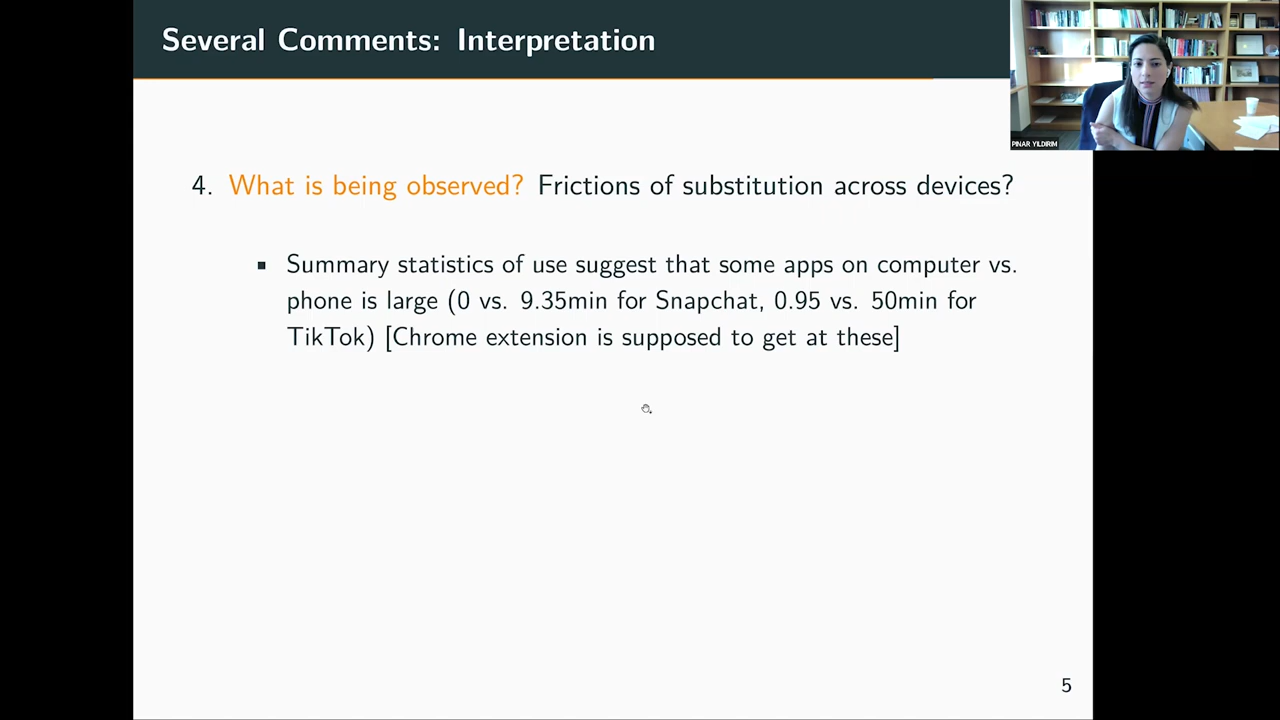 Several Comments: Interpretation
PINAR YILDIRIM
4. What is being observed? Frictions of substitution across devices?
▪ Summary statistics of use suggest that some apps on computer vs.
phone is large (0 vs. 9.35min for Snapchat, 0.95 vs. 50min for
TikTok) [Chrome extension is supposed to get at these]
5